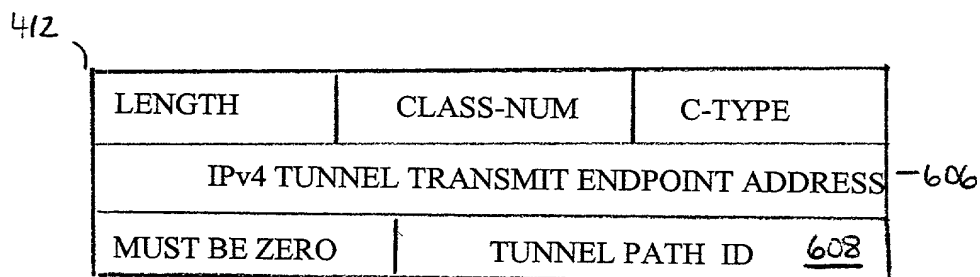 412
LENGTH CLASS-NUM C-TYPE
IPv4 TUNNEL TRANSMIT ENDPOINT ADDRESS 606
MUST BE ZERO TUNNEL PATH ID 608